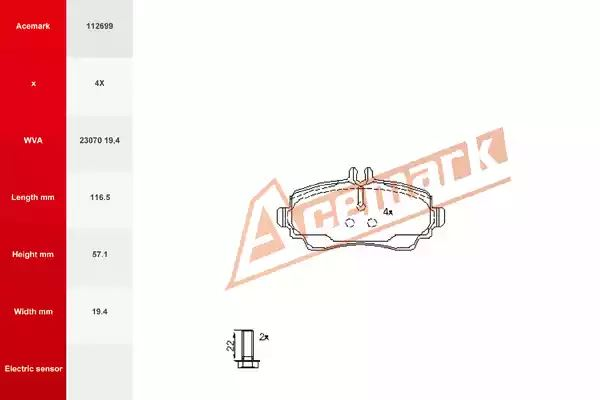 Acemark 112699
x 4X
WVA 23070 19,4
Length mm 116.5
Height mm 57.1
Width mm 19.4
Electric sensor
Acemark
4x
22
2x